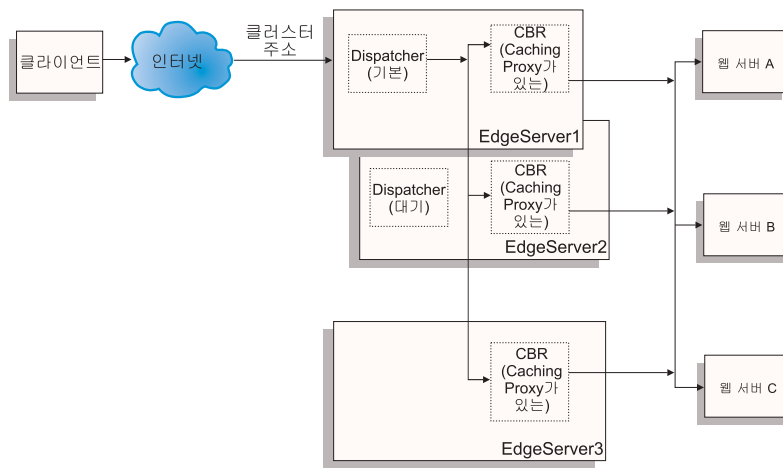 클라이언트
인터넷
클러스터
주소
Dispatcher
(기본)
CBR
(Caching
Proxy가
있는)
EdgeServer1
Dispatcher
(대기)
CBR
(Caching
Proxy가
있는)
EdgeServer2
CBR
(Caching
Proxy가
있는)
EdgeServer3
웹 서버 A
웹 서버 B
웹 서버 C